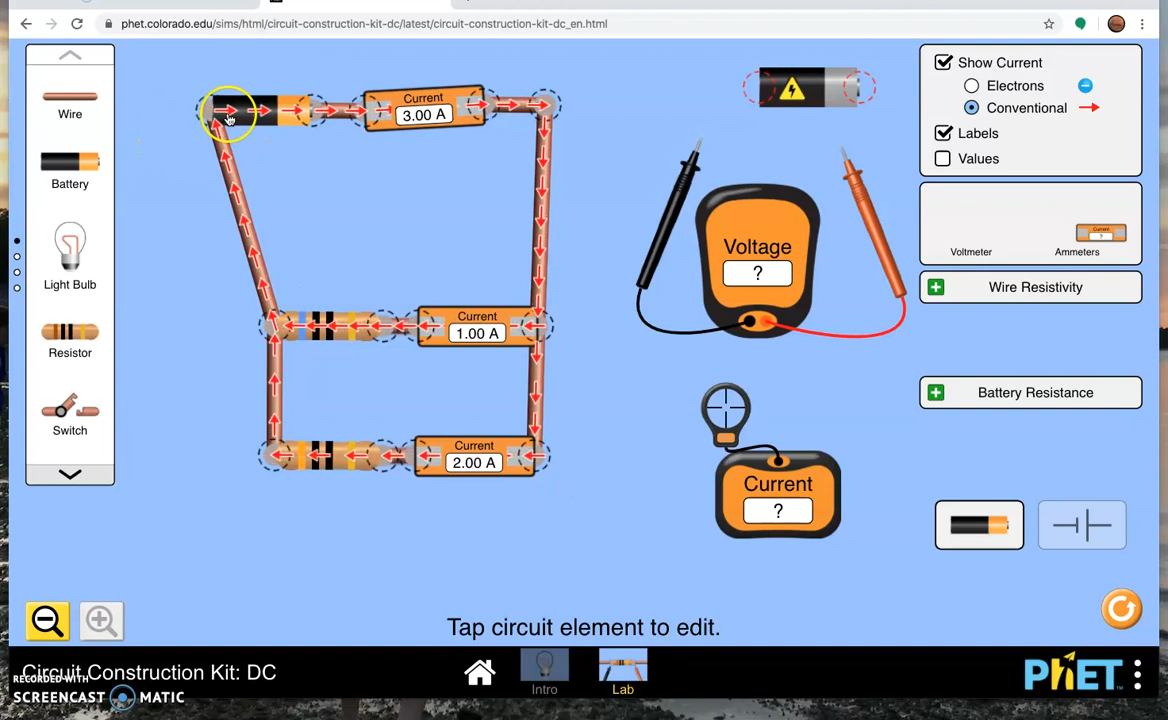 phet.colorado.edu/sims/html/circuit-construction-kit-dc/latest/circuit-construction-kit-dc_en.html
Wire
Battery
Light Bulb
Resistor
Switch
Current
3.00 A
Current
1.00 A
Current
2.00 A
Voltage
?
Current
?
Show Current
Electrons
Conventional
Labels
Values
Current
?
Voltmeter
Ammeters
Wire Resistivity
Battery Resistance
Tap circuit element to edit.
Circuit Construction Kit: DC
Intro
Lab
PhET
RECORDED WITH
SCREENCAST MATIC